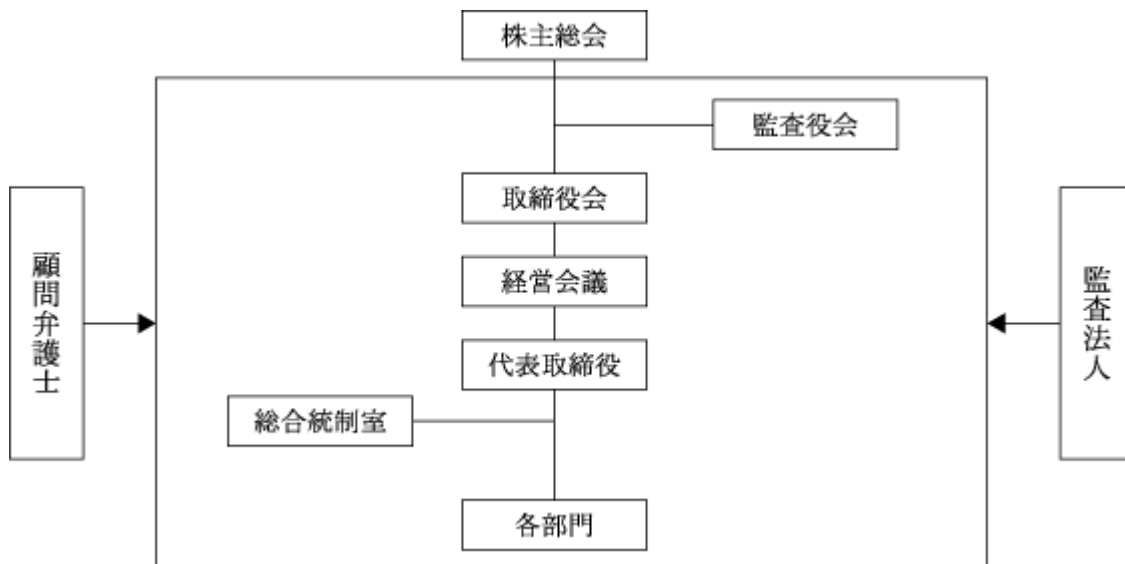 株主総会
監査役会
取締役会
顧問弁護士
経営会議
監査法人
代表取締役
総合統制室
各部門